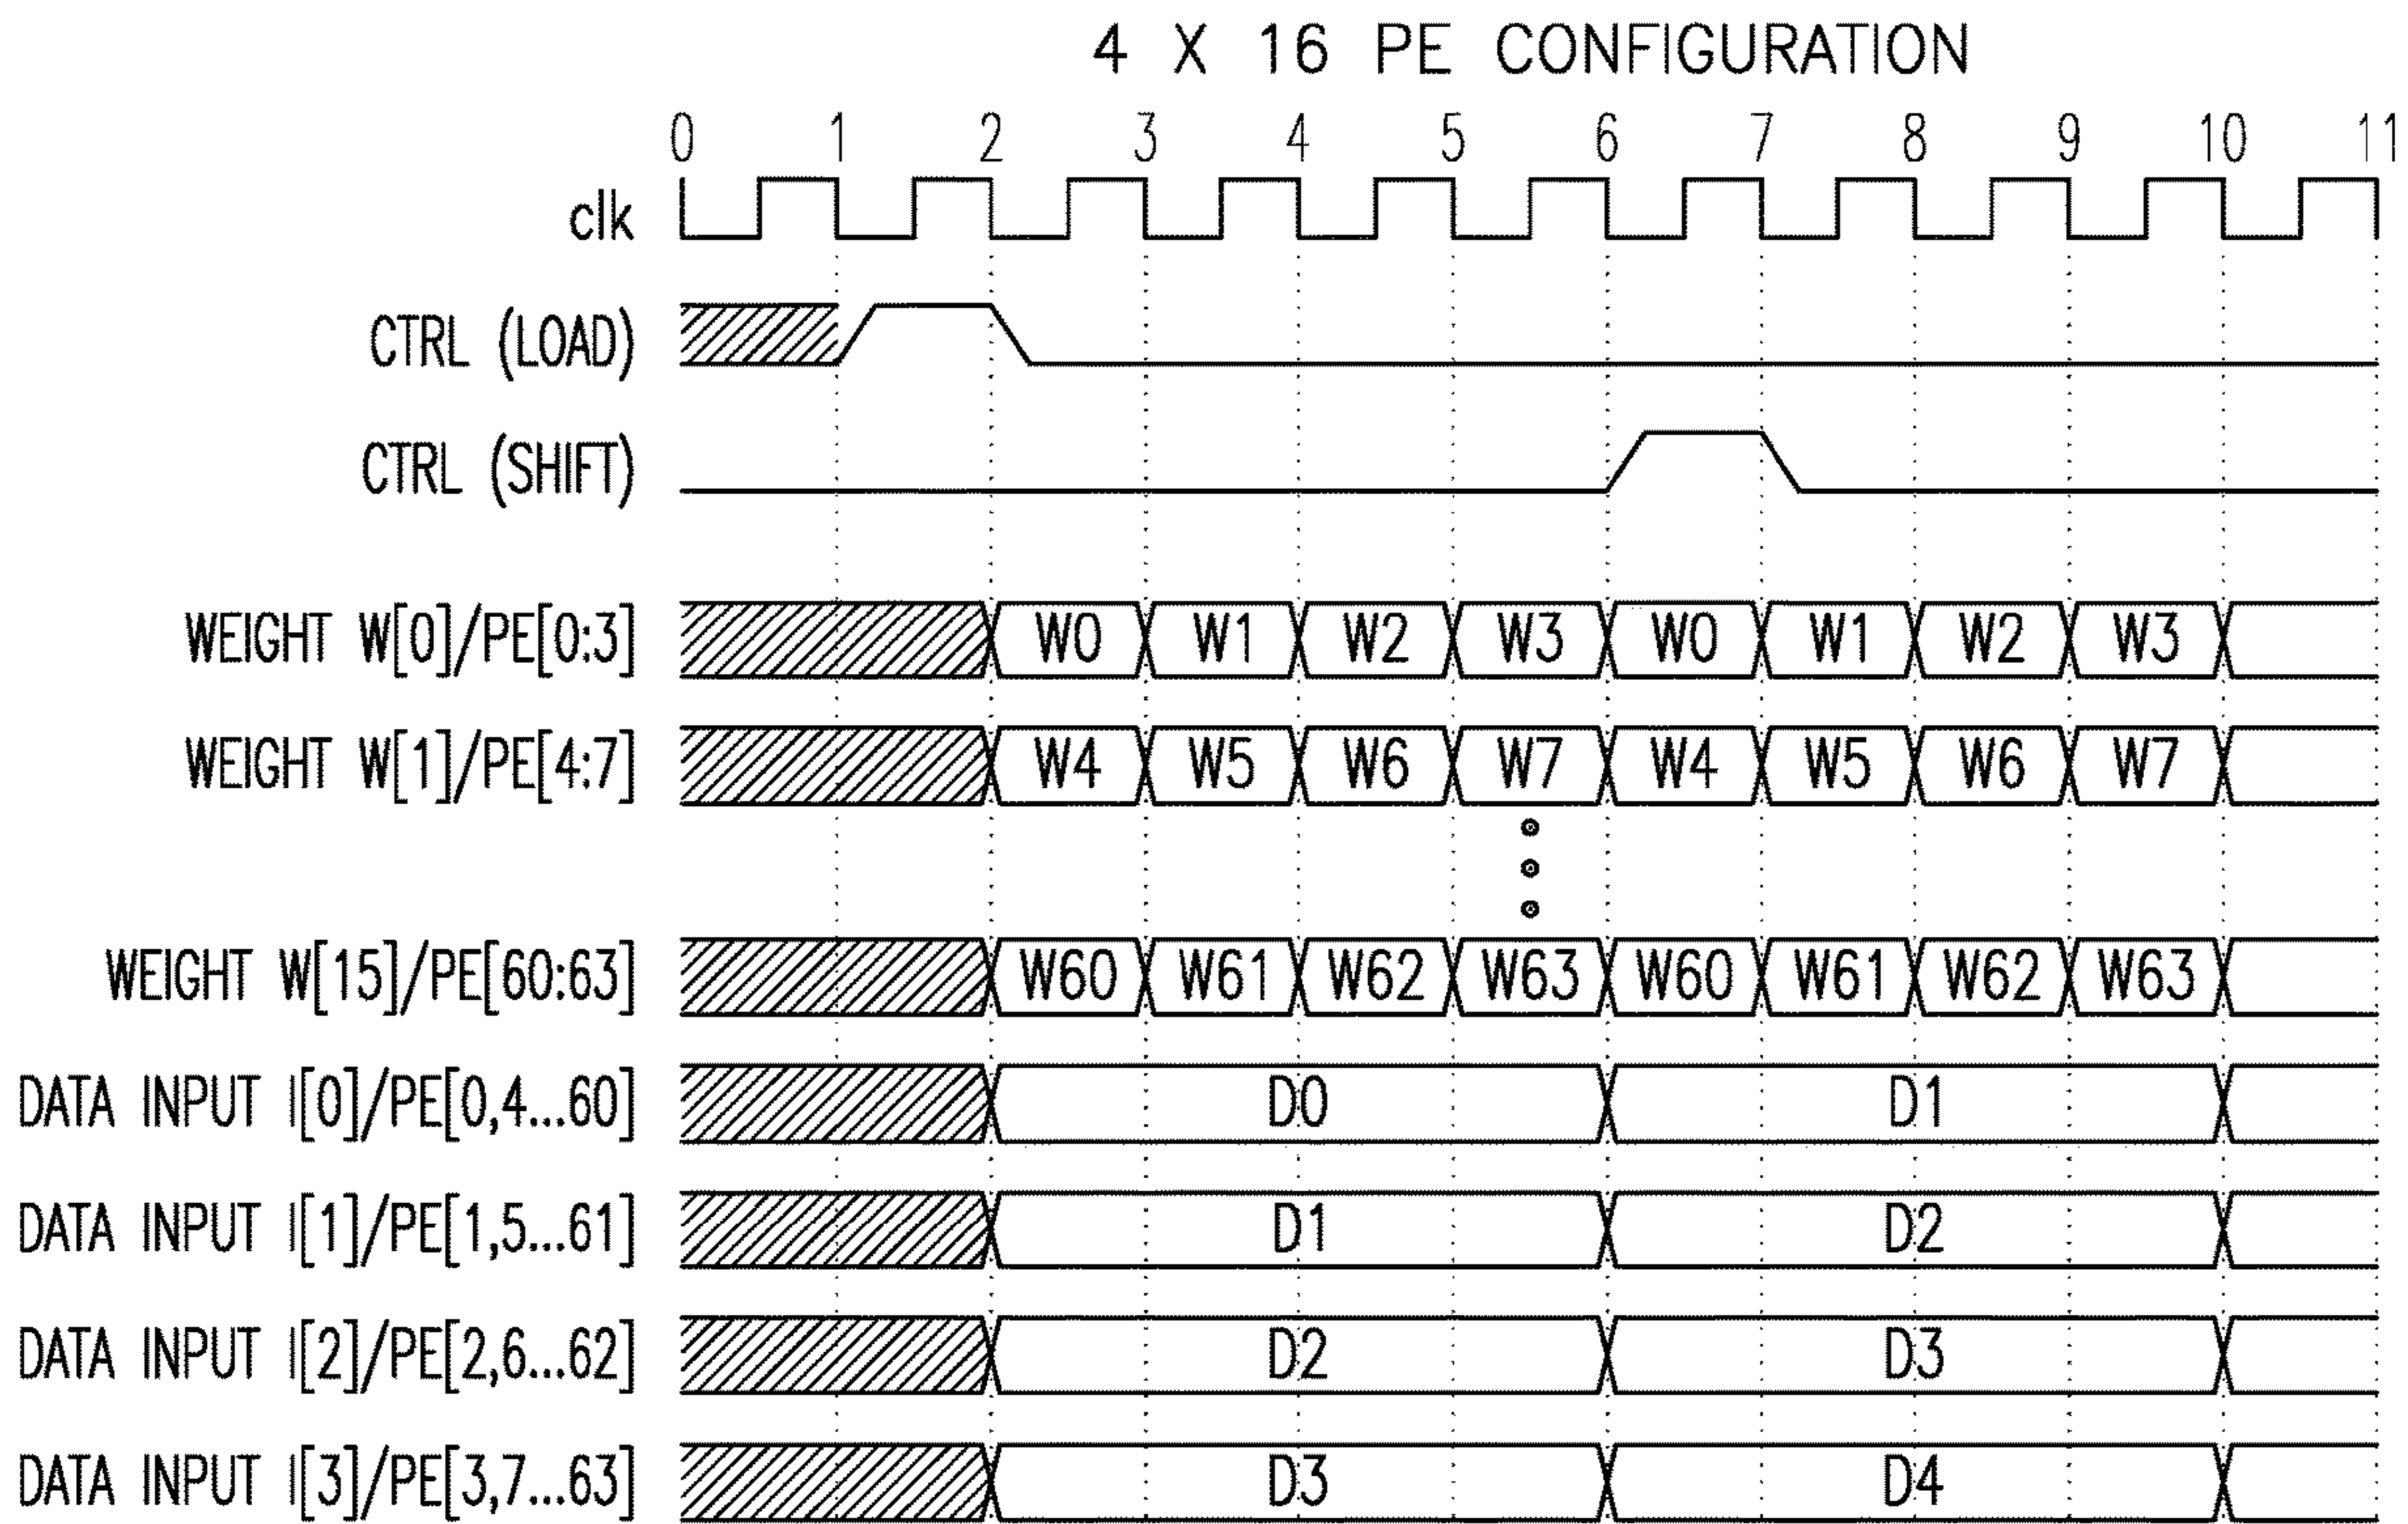 4 X 16 PE CONFIGURATION
0 1 2 3 4 5 6 7 8 9 10 11
clk
CTRL (LOAD)
CTRL (SHIFT)
WEIGHT W[0]/PE[0:3] W0 W1 W2 W3 W0 W1 W2 W3
WEIGHT W[1]/PE[4:7] W4 W5 W6 W7 W4 W5 W6 W7
WEIGHT W[15]/PE[60:63] W60 W61 W62 W63 W60 W61 W62 W63
DATA INPUT I[0]/PE[0,4...60] D0 D1
DATA INPUT I[1]/PE[1,5...61] D1 D2
DATA INPUT I[2]/PE[2,6...62] D2 D3
DATA INPUT I[3]/PE[3,7...63] D3 D4